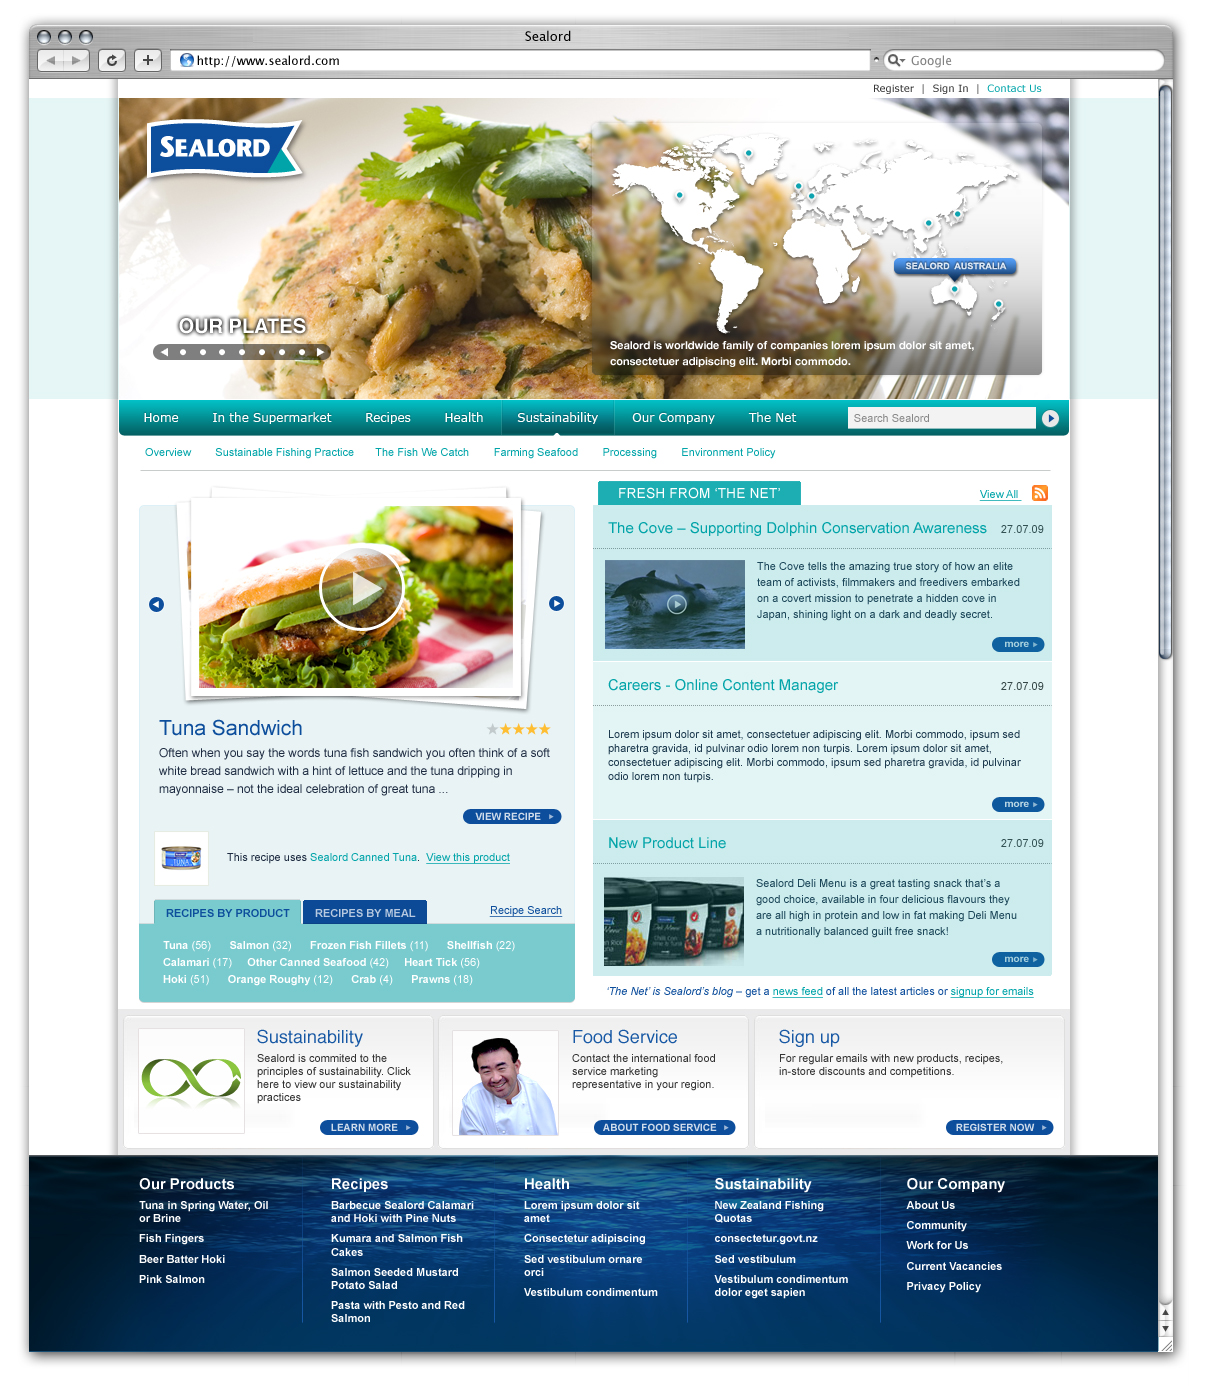 Sealord
http://www.sealord.com
Google
Register | Sign In | Contact Us
SEALORD
SEALORD AUSTRALIA
OUR PLATES
Sealord is worldwide family of companies lorem ipsum dolor sit amet,
consectetuer adipiscing elit. Morbi commodo.
Home In the Supermarket Recipes Health Sustainability Our Company The Net Search Sealord
Overview Sustainable Fishing Practice The Fish We Catch Farming Seafood Processing Environment Policy
Tuna Sandwich
Often when you say the words tuna fish sandwich you often think of a soft
white bread sandwich with a hint of lettuce and the tuna dripping in
mayonnaise – not the ideal celebration of great tuna ...
VIEW RECIPE
TUNA
This recipe uses Sealord Canned Tuna. View this product
RECIPES BY PRODUCT RECIPES BY MEAL Recipe Search
Tuna (56) Salmon (32) Frozen Fish Fillets (11) Shellfish (22)
Calamari (17) Other Canned Seafood (42) Heart Tick (56)
Hoki (51) Orange Roughy (12) Crab (4) Prawns (18)
FRESH FROM ‘THE NET’ View All
The Cove – Supporting Dolphin Conservation Awareness 27.07.09
The Cove tells the amazing true story of how an elite
team of activists, filmmakers and freedivers embarked
on a covert mission to penetrate a hidden cove in
Japan, shining light on a dark and deadly secret.
more
Careers - Online Content Manager 27.07.09
Lorem ipsum dolor sit amet, consectetuer adipiscing elit. Morbi commodo, ipsum sed
pharetra gravida, id pulvinar odio lorem non turpis. Lorem ipsum dolor sit amet,
consectetuer adipiscing elit. Morbi commodo, ipsum sed pharetra gravida, id pulvinar
odio lorem non turpis.
more
New Product Line 27.07.09
Sealord Deli Menu is a great tasting snack that’s a
good choice, available in four delicious flavours they
are all high in protein and low in fat making Deli Menu
a nutritionally balanced guilt free snack!
more
‘The Net’ is Sealord’s blog – get a news feed of all the latest articles or signup for emails
Sustainability
Sealord is commited to the
principles of sustainability. Click
here to view our sustainability
practices
LEARN MORE
Food Service
Contact the international food
service marketing
representative in your region.
ABOUT FOOD SERVICE
Sign up
For regular emails with new products, recipes,
in-store discounts and competitions.
REGISTER NOW
Our Products
Tuna in Spring Water, Oil
or Brine
Fish Fingers
Beer Batter Hoki
Pink Salmon
Recipes
Barbecue Sealord Calamari
and Hoki with Pine Nuts
Kumara and Salmon Fish
Cakes
Salmon Seeded Mustard
Potato Salad
Pasta with Pesto and Red
Salmon
Health
Lorem ipsum dolor sit
amet
Consectetur adipiscing
Sed vestibulum ornare
orci
Vestibulum condimentum
Sustainability
New Zealand Fishing
Quotas
consectetur.govt.nz
Sed vestibulum
Vestibulum condimentum
dolor eget sapien
Our Company
About Us
Community
Work for Us
Current Vacancies
Privacy Policy